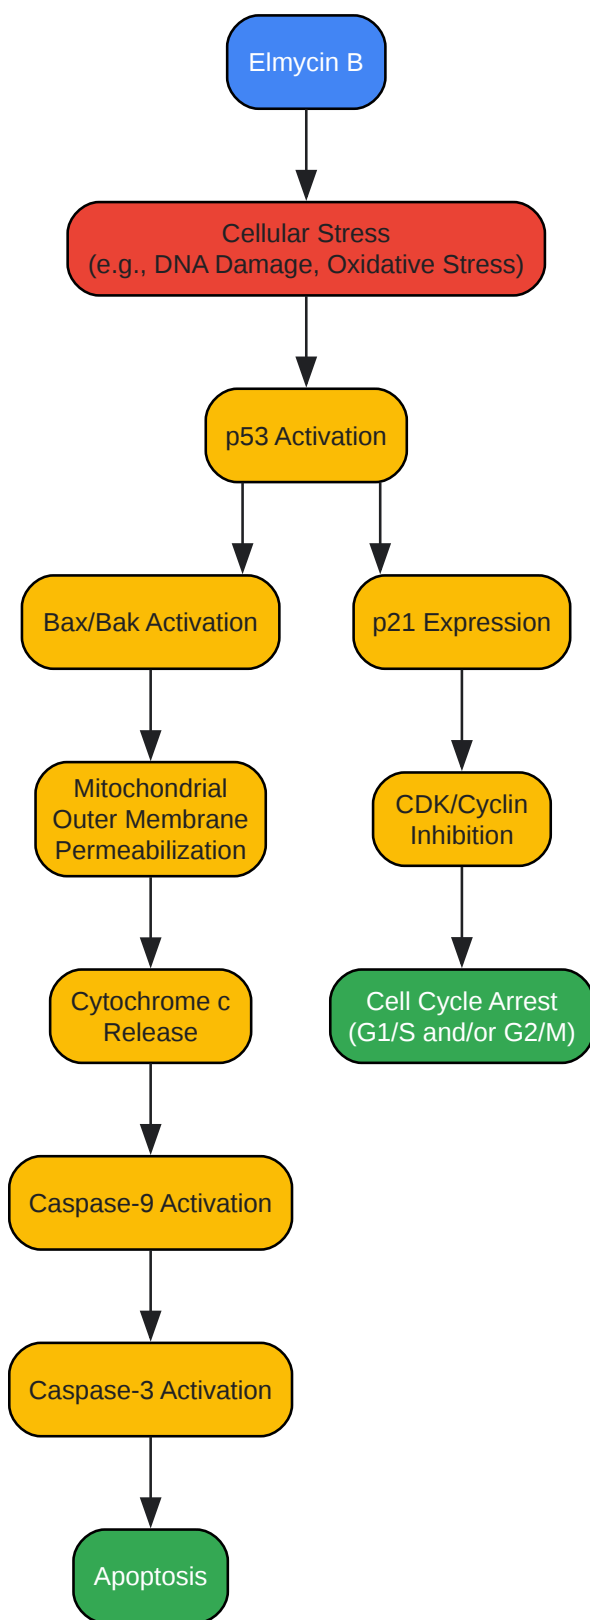 Elmycin B
Cellular Stress
(e.g., DNA Damage, Oxidative Stress)
p53 Activation
Bax/Bak Activation
p21 Expression
Mitochondrial
Outer Membrane
Permeabilization
CDK/Cyclin
Inhibition
Cytochrome c
Release
Cell Cycle Arrest
(G1/S and/or G2/M)
Caspase-9 Activation
Caspase-3 Activation
Apoptosis